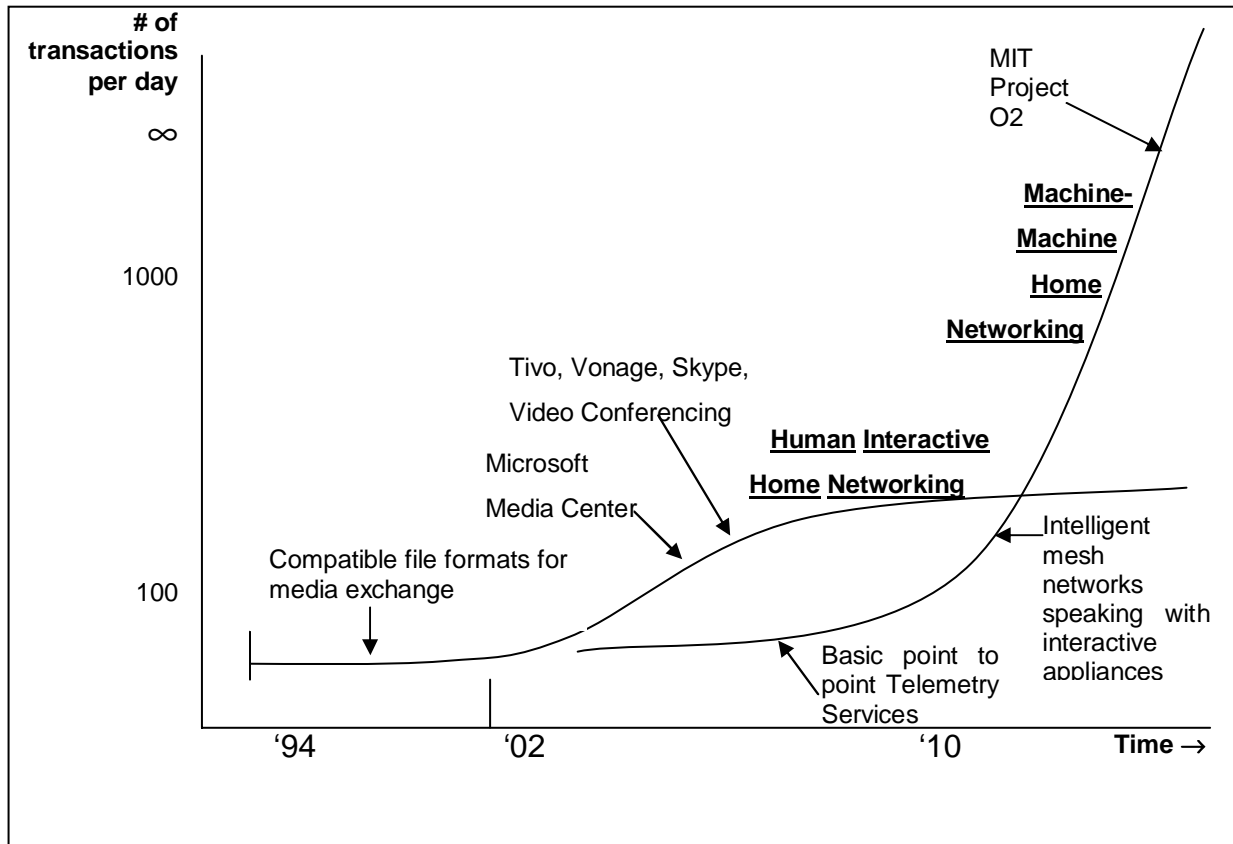 # of
transactions
per day
∞
1000
100
MIT
Project
O2
Machine-
Machine
Home
Networking
Tivo, Vonage, Skype,
Video Conferencing
Human Interactive
Home Networking
Microsoft
Media Center
Compatible file formats for
media exchange
Intelligent
mesh
networks
speaking with
interactive
appliances
Basic point to
point Telemetry
Services
‘94
‘02
‘10
Time →